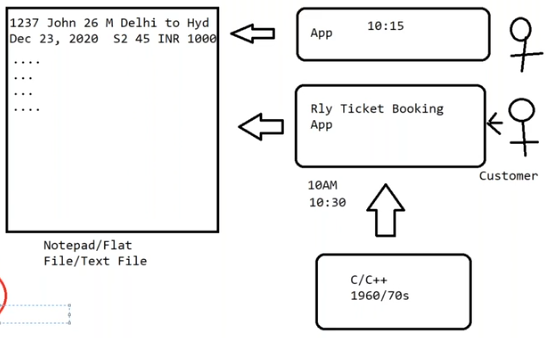 1237 John 26 M Delhi to Hyd
Dec 23, 2020  S2 45 INR 1000
....
...
...
....
Notepad/Flat
File/Text File
App
10:15
Rly Ticket Booking
App
Customer
10AM
10:30
C/C++
1960/70s